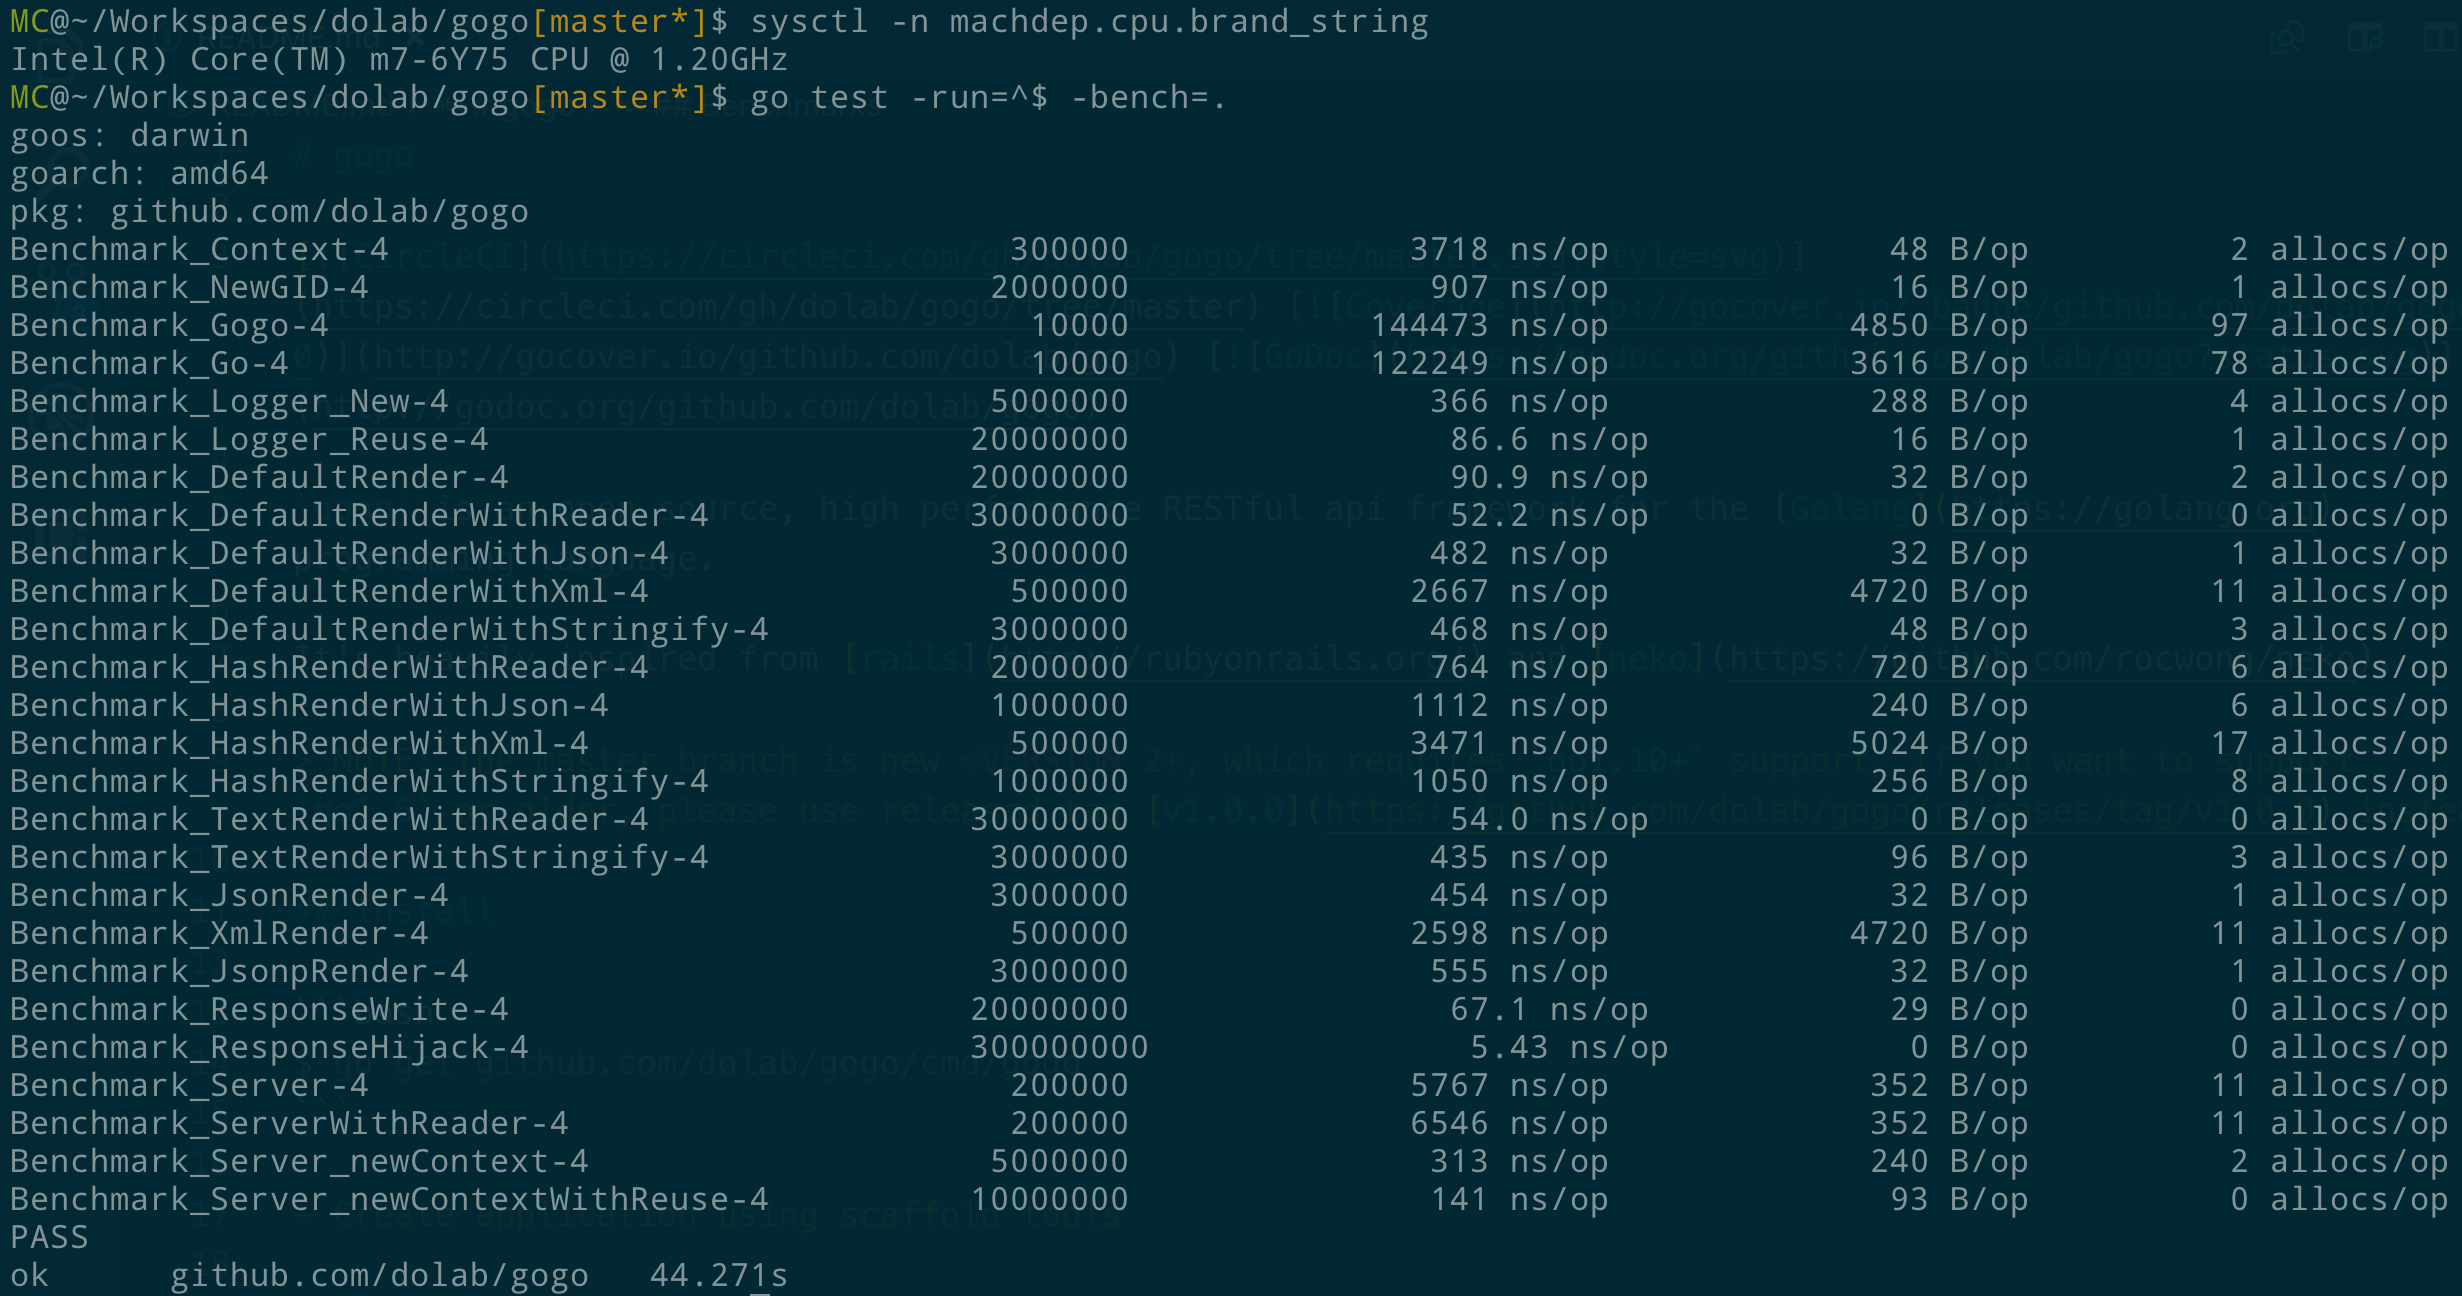 MC@~/Workspaces/dolab/gogo[master*]$ sysctl -n machdep.cpu.brand_string
Intel(R) Core(TM) m7-6Y75 CPU @ 1.20GHz
MC@~/Workspaces/dolab/gogo[master*]$ go test -run=^$ -bench=.
goos: darwin
goarch: amd64
pkg: github.com/dolab/gogo
Benchmark_Context-4 300000 3718 ns/op 48 B/op 2 allocs/op
Benchmark_NewGID-4 2000000 907 ns/op 16 B/op 1 allocs/op
Benchmark_Gogo-4 10000 144473 ns/op 4850 B/op 97 allocs/op
Benchmark_Go-4 10000 122249 ns/op 3616 B/op 78 allocs/op
Benchmark_Logger_New-4 5000000 366 ns/op 288 B/op 4 allocs/op
Benchmark_Logger_Reuse-4 20000000 86.6 ns/op 16 B/op 1 allocs/op
Benchmark_DefaultRender-4 20000000 90.9 ns/op 32 B/op 2 allocs/op
Benchmark_DefaultRenderWithReader-4 30000000 52.2 ns/op 0 B/op 0 allocs/op
Benchmark_DefaultRenderWithJson-4 3000000 482 ns/op 32 B/op 1 allocs/op
Benchmark_DefaultRenderWithXml-4 500000 2667 ns/op 4720 B/op 11 allocs/op
Benchmark_DefaultRenderWithStringify-4 3000000 468 ns/op 48 B/op 3 allocs/op
Benchmark_HashRenderWithReader-4 2000000 764 ns/op 720 B/op 6 allocs/op
Benchmark_HashRenderWithJson-4 1000000 1112 ns/op 240 B/op 6 allocs/op
Benchmark_HashRenderWithXml-4 500000 3471 ns/op 5024 B/op 17 allocs/op
Benchmark_HashRenderWithStringify-4 1000000 1050 ns/op 256 B/op 8 allocs/op
Benchmark_TextRenderWithReader-4 30000000 54.0 ns/op 0 B/op 0 allocs/op
Benchmark_TextRenderWithStringify-4 3000000 435 ns/op 96 B/op 3 allocs/op
Benchmark_JsonRender-4 3000000 454 ns/op 32 B/op 1 allocs/op
Benchmark_XmlRender-4 500000 2598 ns/op 4720 B/op 11 allocs/op
Benchmark_JsonpRender-4 3000000 555 ns/op 32 B/op 1 allocs/op
Benchmark_ResponseWrite-4 20000000 67.1 ns/op 29 B/op 0 allocs/op
Benchmark_ResponseHijack-4 300000000 5.43 ns/op 0 B/op 0 allocs/op
Benchmark_Server-4 200000 5767 ns/op 352 B/op 11 allocs/op
Benchmark_ServerWithReader-4 200000 6546 ns/op 352 B/op 11 allocs/op
Benchmark_Server_newContext-4 5000000 313 ns/op 240 B/op 2 allocs/op
Benchmark_Server_newContextWithReuse-4 10000000 141 ns/op 93 B/op 0 allocs/op
PASS
ok github.com/dolab/gogo 44.271s